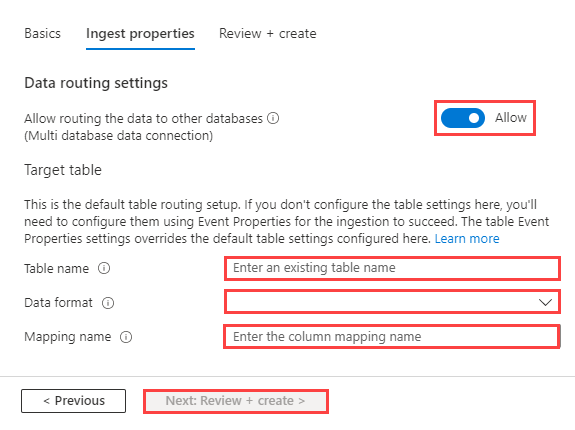 Basics Ingest properties Review + create
Data routing settings
Allow routing the data to other databases
(Multi database data connection)
Allow
Target table
This is the default table routing setup. If you don't configure the table settings here, you'll
need to configure them using Event Properties for the ingestion to succeed. The table Event
Properties settings overrides the default table settings configured here. Learn more
Table name Enter an existing table name
Data format
Mapping name Enter the column mapping name
< Previous Next: Review + create >